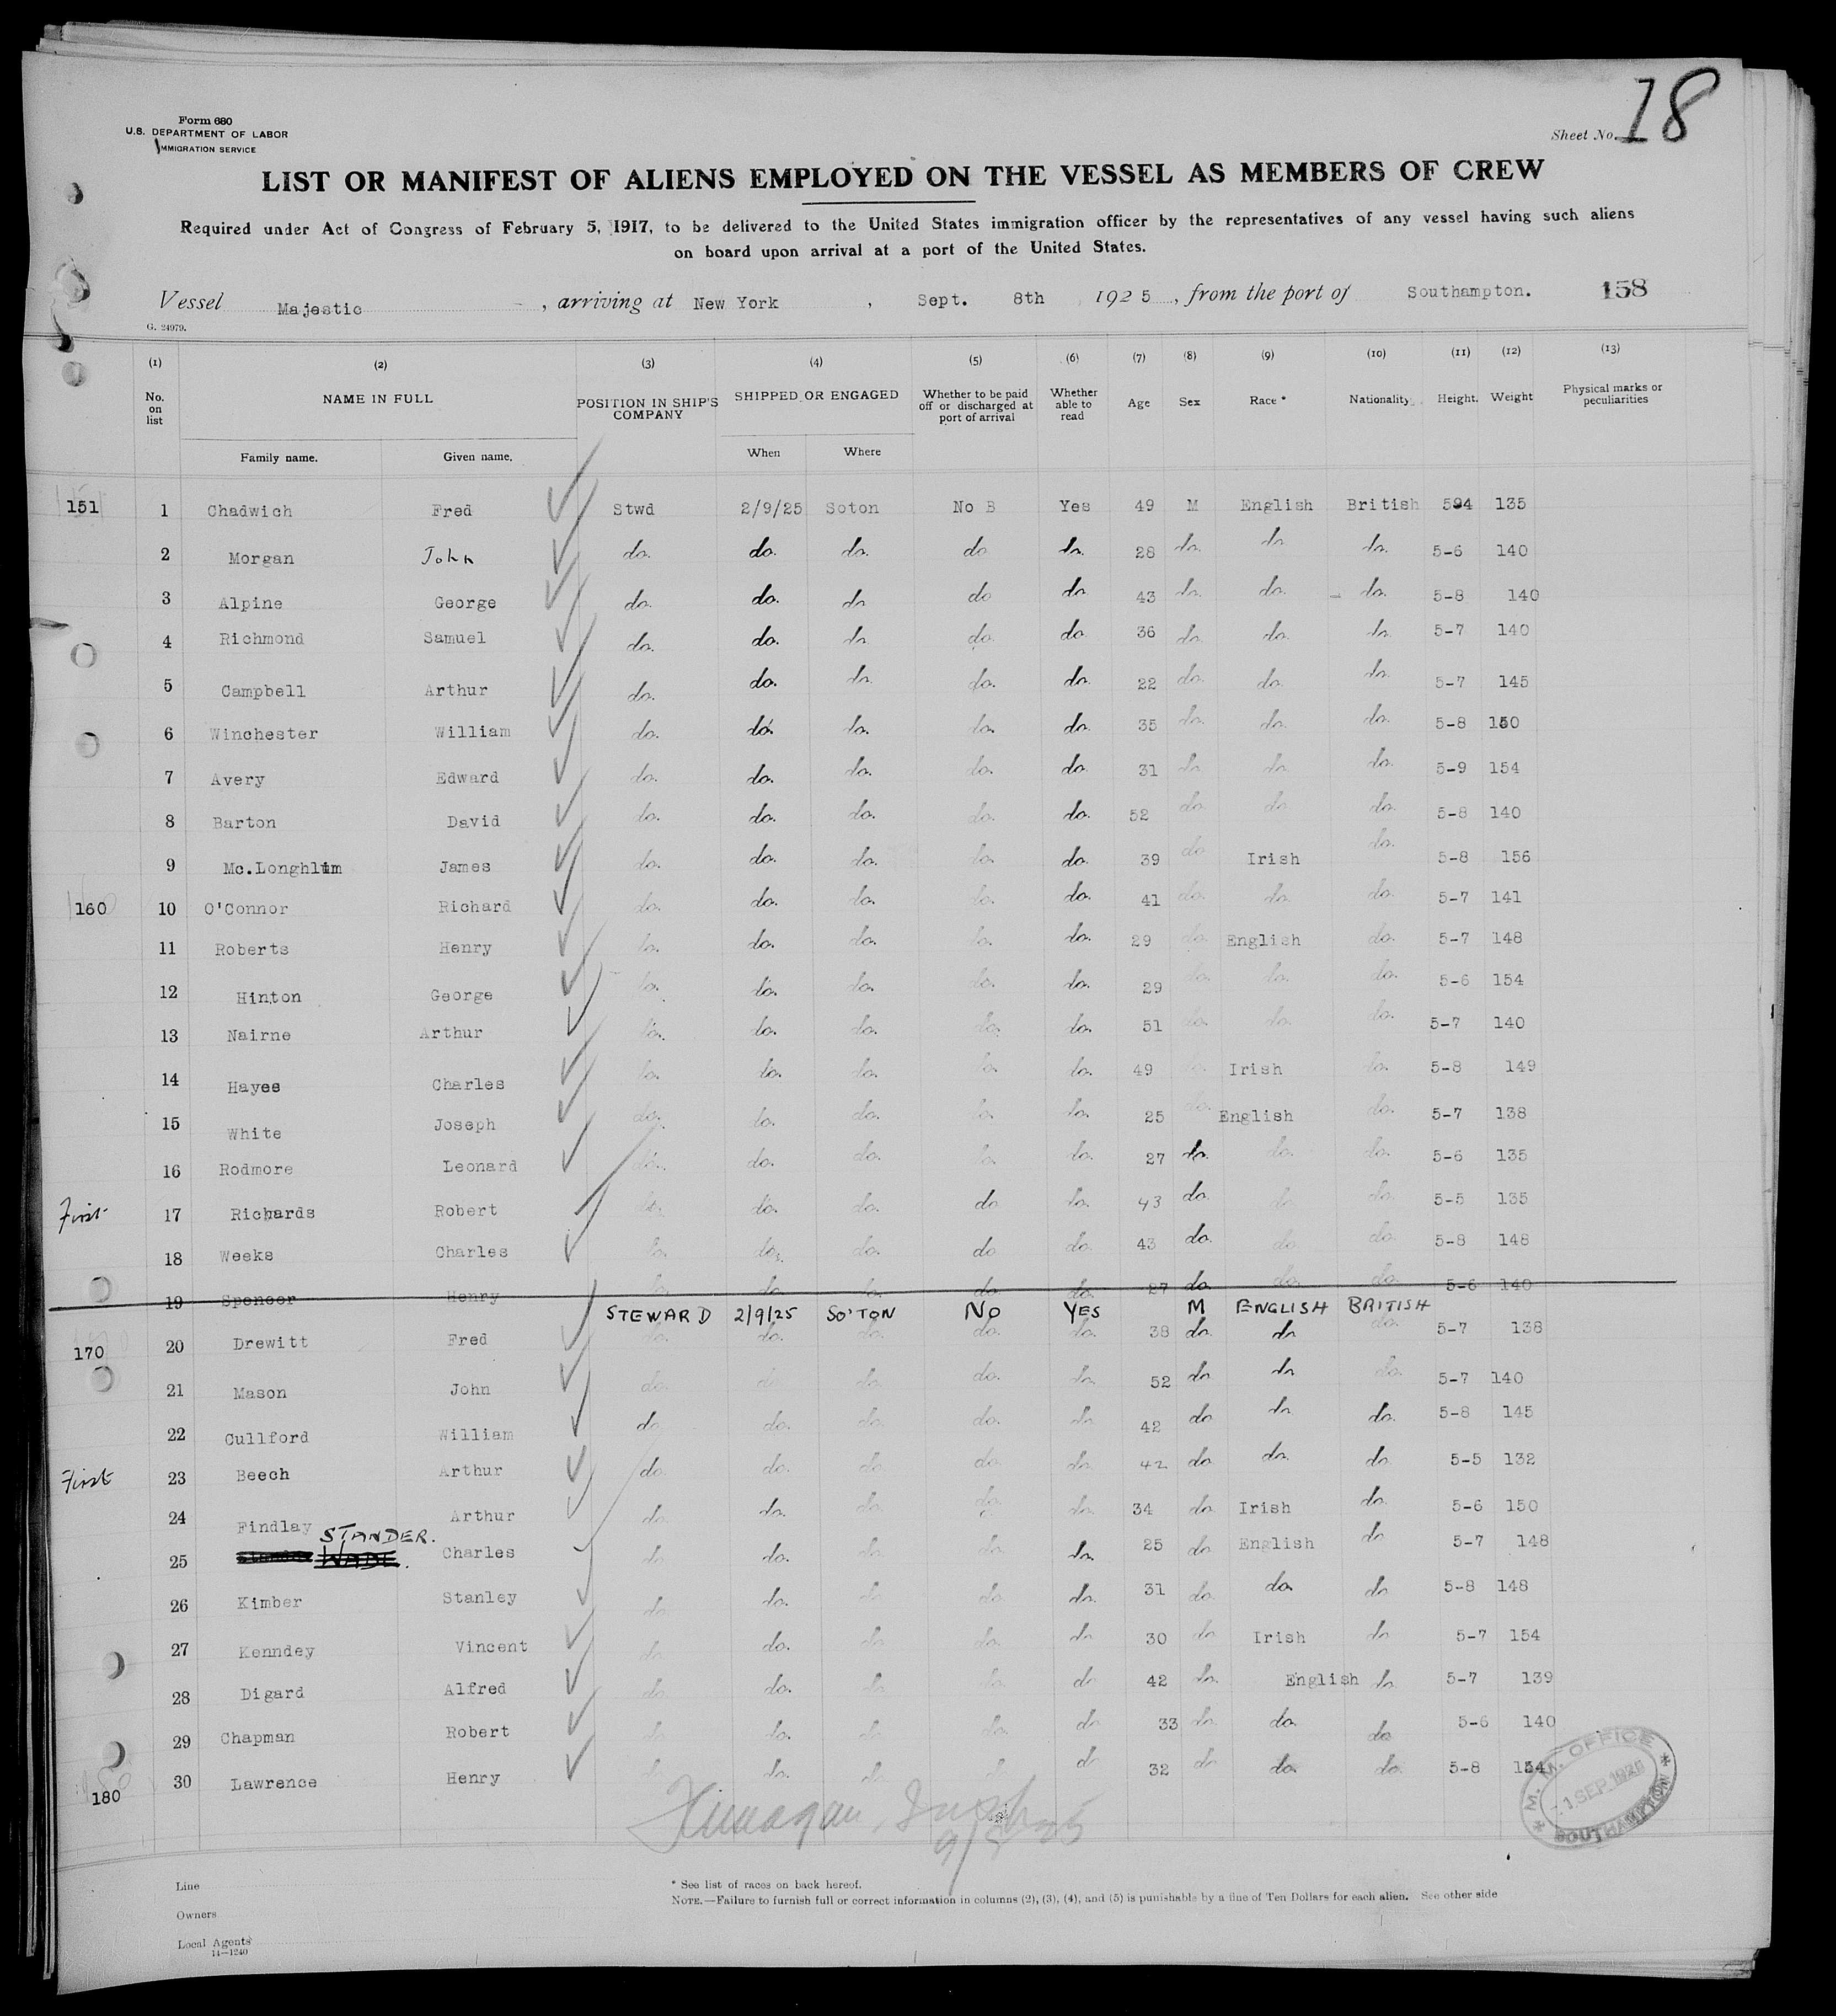 18
Form 680
U.S. DEPARTMENT OF LABOR
IMMIGRATION SERVICE
Sheet No.
LIST OR MANIFEST OF ALIENS EMPLOYED ON THE VESSEL AS MEMBERS OF CREW
Required under Act of Congress of February 5, 1917, to be delivered to the United States immigration officer by the representatives of any vessel having such aliens
on board upon arrival at a port of the United States.
Vessel Majestic , arriving at New York , Sept. 8th 1925 , from the port of Southampton. 158
G. 24979.
(1) (2) (3) (4) (5) (6) (7) (8) (9) (10) (11) (12) (13)
No. on list NAME IN FULL POSITION IN SHIP'S COMPANY SHIPPED OR ENGAGED Whether to be paid off or discharged at port of arrival Whether able to read Age Sex Race * Nationality Height. Weight Physical marks or peculiarities
Family name. Given name. When Where
151 1 Chadwich Fred Stwd 2/9/25 Soton No B Yes 49 M English British 594 135
2 Morgan John do. do. do. do do. 28 do. do do. 5-6 140
3 Alpine George do. do. do do do 43 do. do. do. 5-8 140
4 Richmond Samuel do. do. do do. do 36 do do. do. 5-7 140
5 Campbell Arthur do. do. do. do. do. 22 do. do. do. 5-7 145
6 Winchester William do. do. do. do. do. 35 do. do. do. 5-8 150
7 Avery Edward do. do. do. do. do. 31 do do. do. 5-9 154
8 Barton David do. do. do. do. do. 52 do. do. do. 5-8 140
9 Mc.Longhlim James do. do. do. do. do. 39 do Irish do. 5-8 156
160 10 O'Connor Richard do. do. do. do. do. 41 do. do. do. 5-7 141
11 Roberts Henry do. do. do. do. do. 29 do. English do. 5-7 148
12 Hinton George do. do. do. do. do. 29 do. do. do. 5-6 154
13 Nairne Arthur do. do. do. do. do. 51 do. do. do. 5-7 140
14 Hayes Charles do. do. do. do. do. 49 do. Irish do. 5-8 149
15 White Joseph do. do. do. do. do. 25 do. English do. 5-7 138
16 Rodmore Leonard do. do. do. do. do. 27 do. do. do. 5-6 135
First 17 Richards Robert do. do. do. do do. 43 do. do do. 5-5 135
18 Weeks Charles do. do. do. do do. 43 do. do do. 5-8 148
19 Spencer Henry do. do. do. do. do. 27 do. do. do. 5-6 140
STEWARD 2/9/25 SO'TON NO YES M ENGLISH BRITISH
170 20 Drewitt Fred do. do. do. do. do. 38 do. do do. 5-7 138
21 Mason John do. do do. do. do. 52 do do do. 5-7 140
22 Cullford William do do. do. do. do 42 do do. do. 5-8 145
First 23 Beech Arthur do. do. do do. do. 42 do do. do 5-5 132
24 Findlay Arthur do. do. do do. do. 34 do Irish do. 5-6 150
STANDER.
25 WADE. Charles do do. do do. do. 25 do English do 5-7 148
26 Kimber Stanley do do. do do. do. 31 do. do. do 5-8 148
27 Kenndey Vincent do do. do do. do 30 do Irish do 5-7 154
28 Digard Alfred do do. do do. do 42 do. English do 5-7 139
29 Chapman Robert do do. do do. do 33 do. do. do 5-6 140
180 30 Lawrence Henry do do. do. do do 32 do do. do. 5-8 154
M. M. OFFICE
1 SEP 1925
SOUTHAMPTON
Line
Owners
Local Agents
14—1240
* See list of races on back hereof.
NOTE.—Failure to furnish full or correct information in columns (2), (3), (4), and (5) is punishable by a fine of Ten Dollars for each alien. See other side